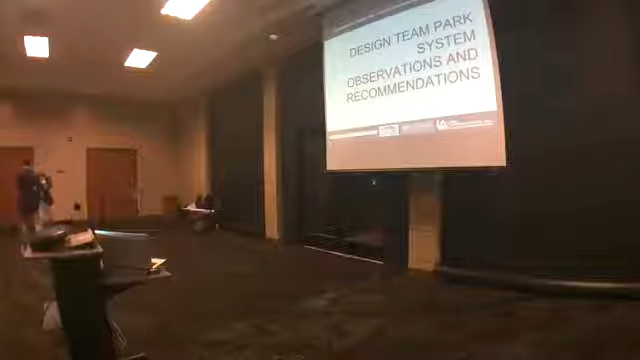 DESIGN TEAM PARK
SYSTEM
OBSERVATIONS AND
RECOMMENDATIONS